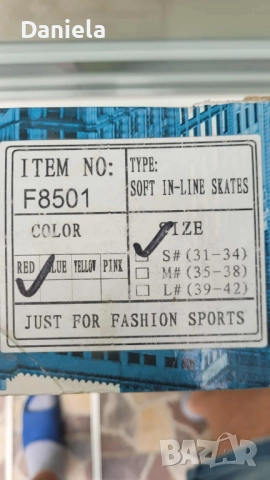 Daniela
ITEM NO:
F8501
TYPE:
SOFT IN-LINE SKATES
COLOR
SIZE
RED BLUE YELLOW PINK
S# (31-34)
M# (35-38)
L# (39-42)
JUST FOR FASHION SPORTS
BAZAR